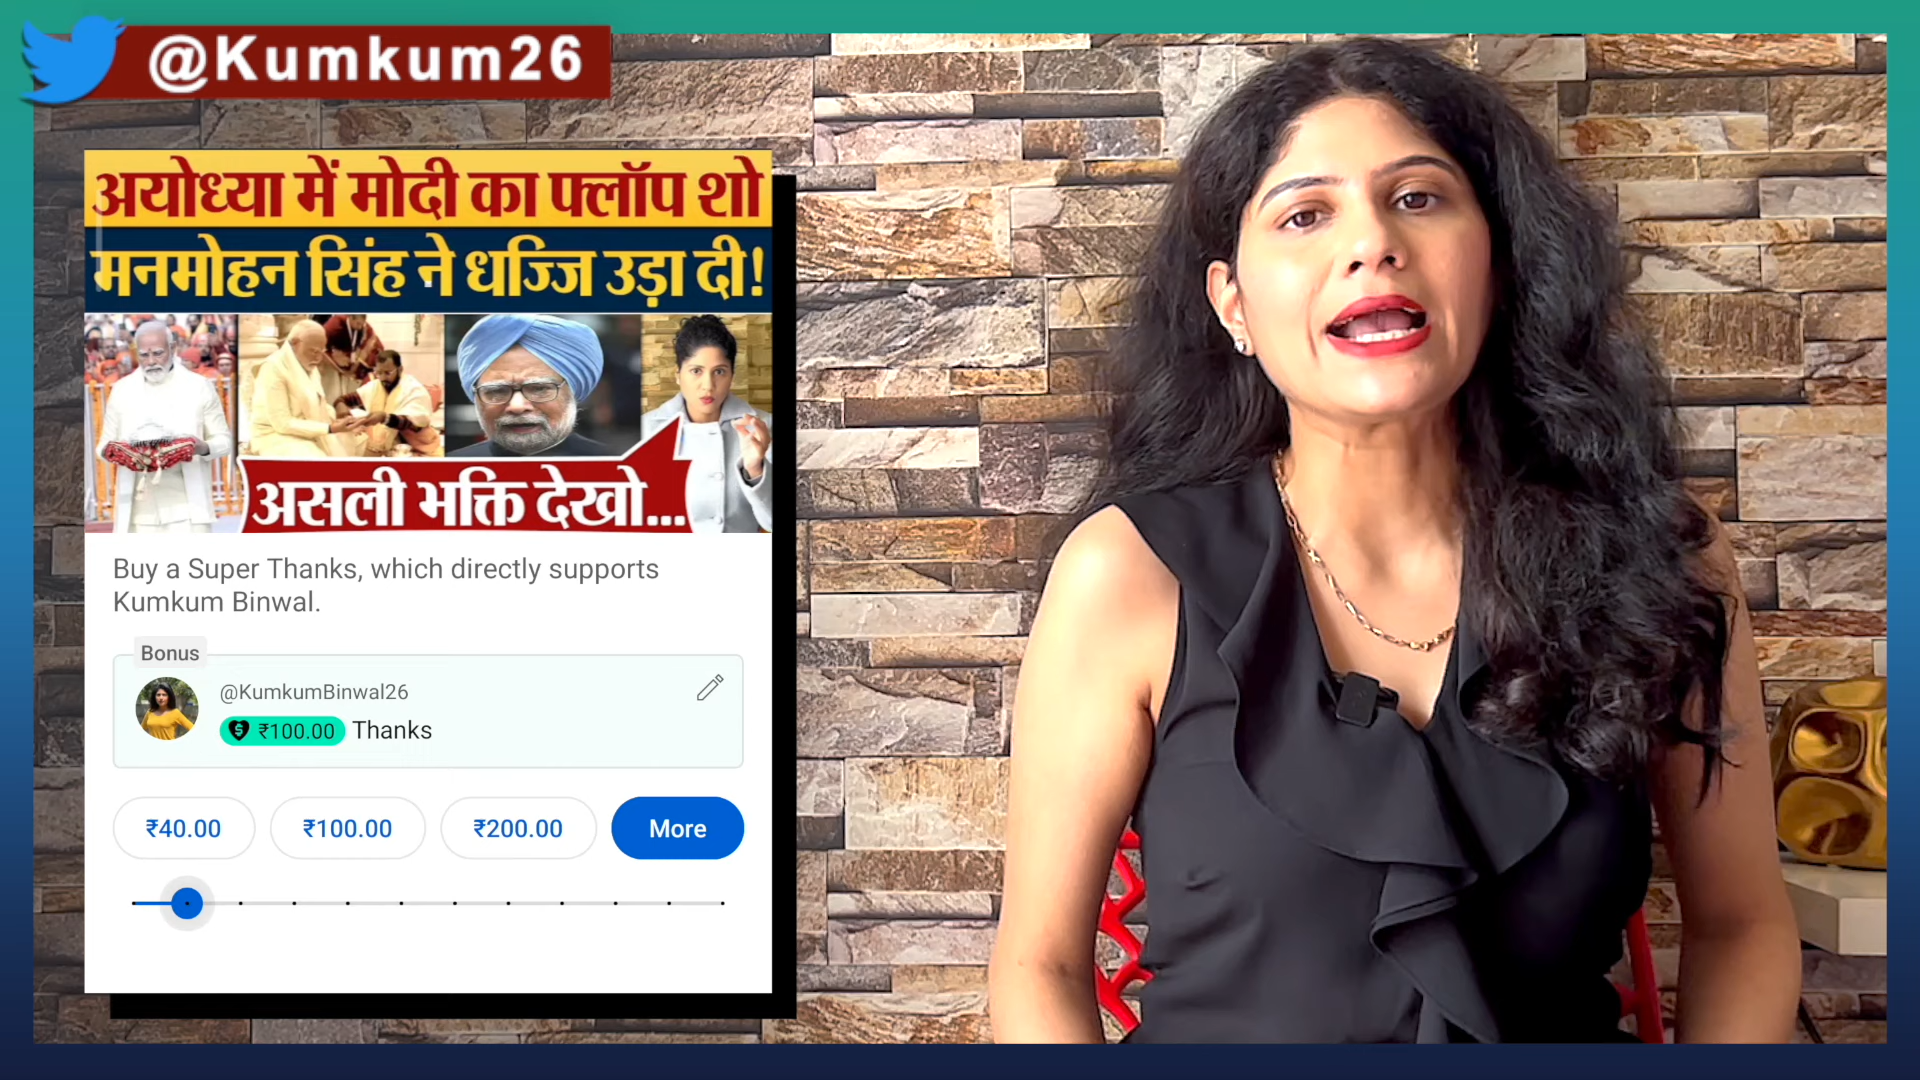 @Kumkum26
अयोध्या में मोदी का फ्लॉप शो
मनमोहन सिंह ने धज्जि उड़ा दी!
असली भक्ति देखो...
Buy a Super Thanks, which directly supports
Kumkum Binwal.
Bonus
@KumkumBinwal26
₹100.00 Thanks
₹40.00 ₹100.00 ₹200.00 More